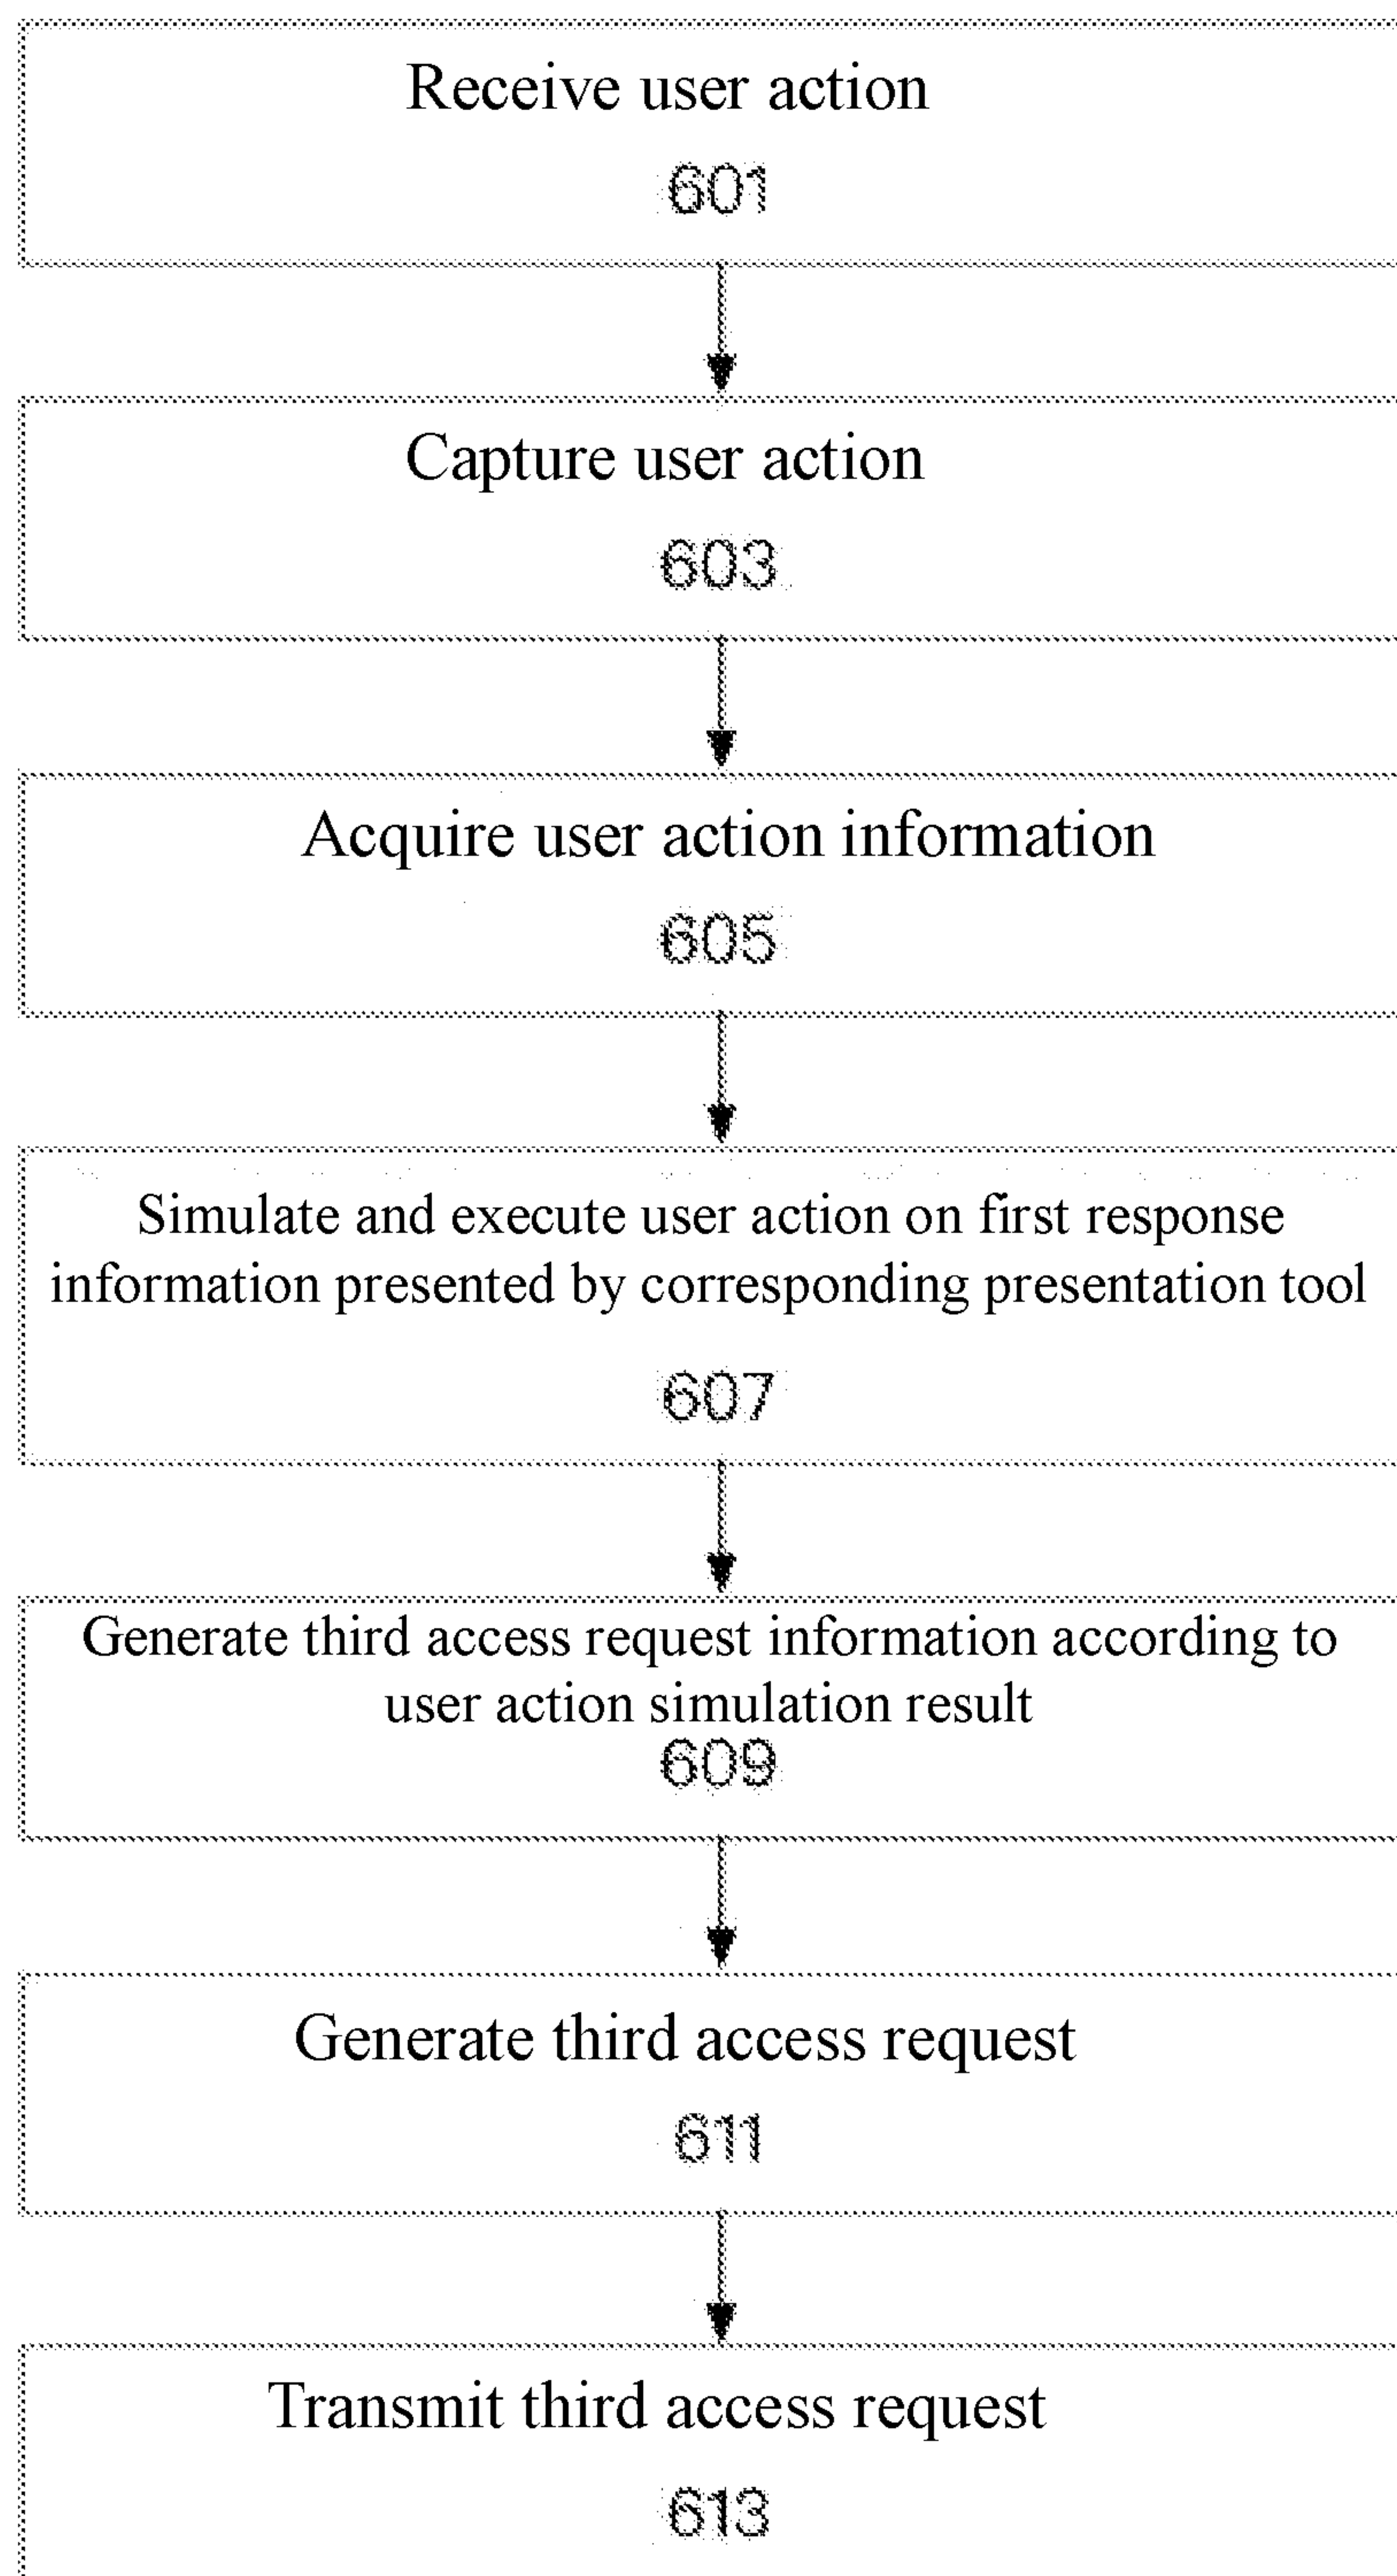 Receive user action
601
Capture user action
603
Acquire user action information
605
Simulate and execute user action on first response
information presented by corresponding presentation tool
607
Generate third access request information according to
user action simulation result
609
Generate third access request
611
Transmit third access request
613